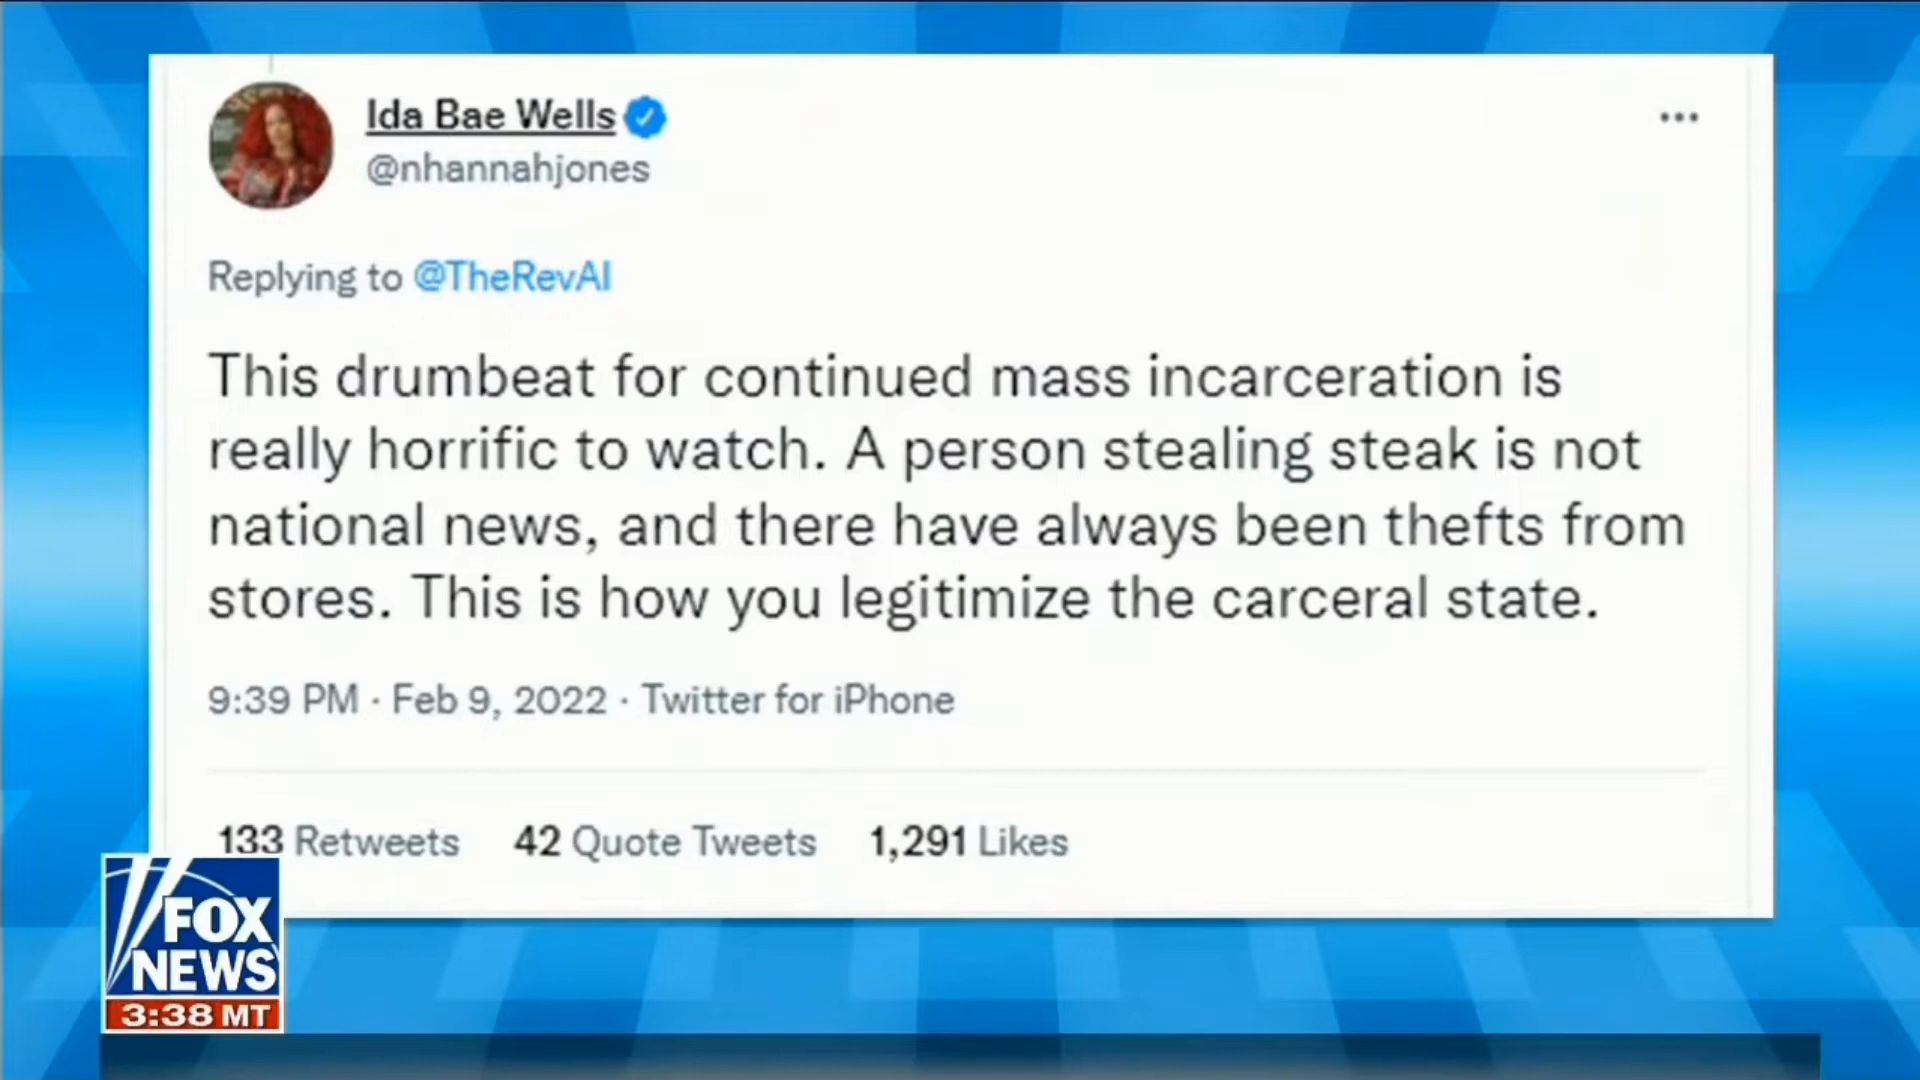 Ida Bae Wells
@nhannahjones
Replying to @TheRevAl
This drumbeat for continued mass incarceration is
really horrific to watch. A person stealing steak is not
national news, and there have always been thefts from
stores. This is how you legitimize the carceral state.
9:39 PM · Feb 9, 2022 · Twitter for iPhone
133 Retweets 42 Quote Tweets 1,291 Likes
FOX
NEWS
3:38 MT